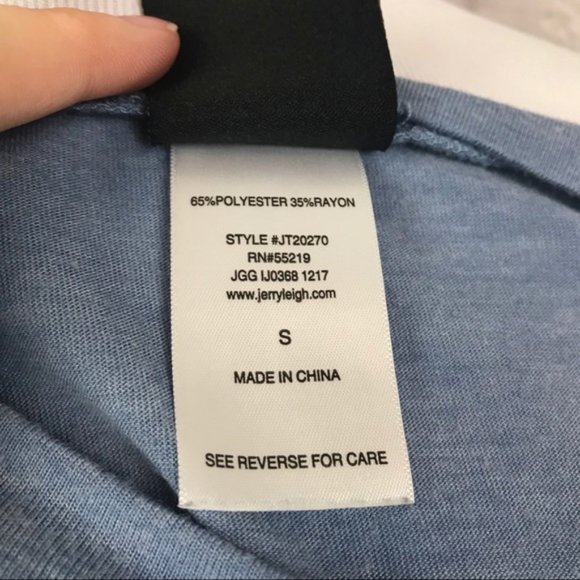 65%POLYESTER 35%RAYON
STYLE #JT20270
RN#55219
JGG IJ0368 1217
www.jerryleigh.com
S
MADE IN CHINA
SEE REVERSE FOR CARE